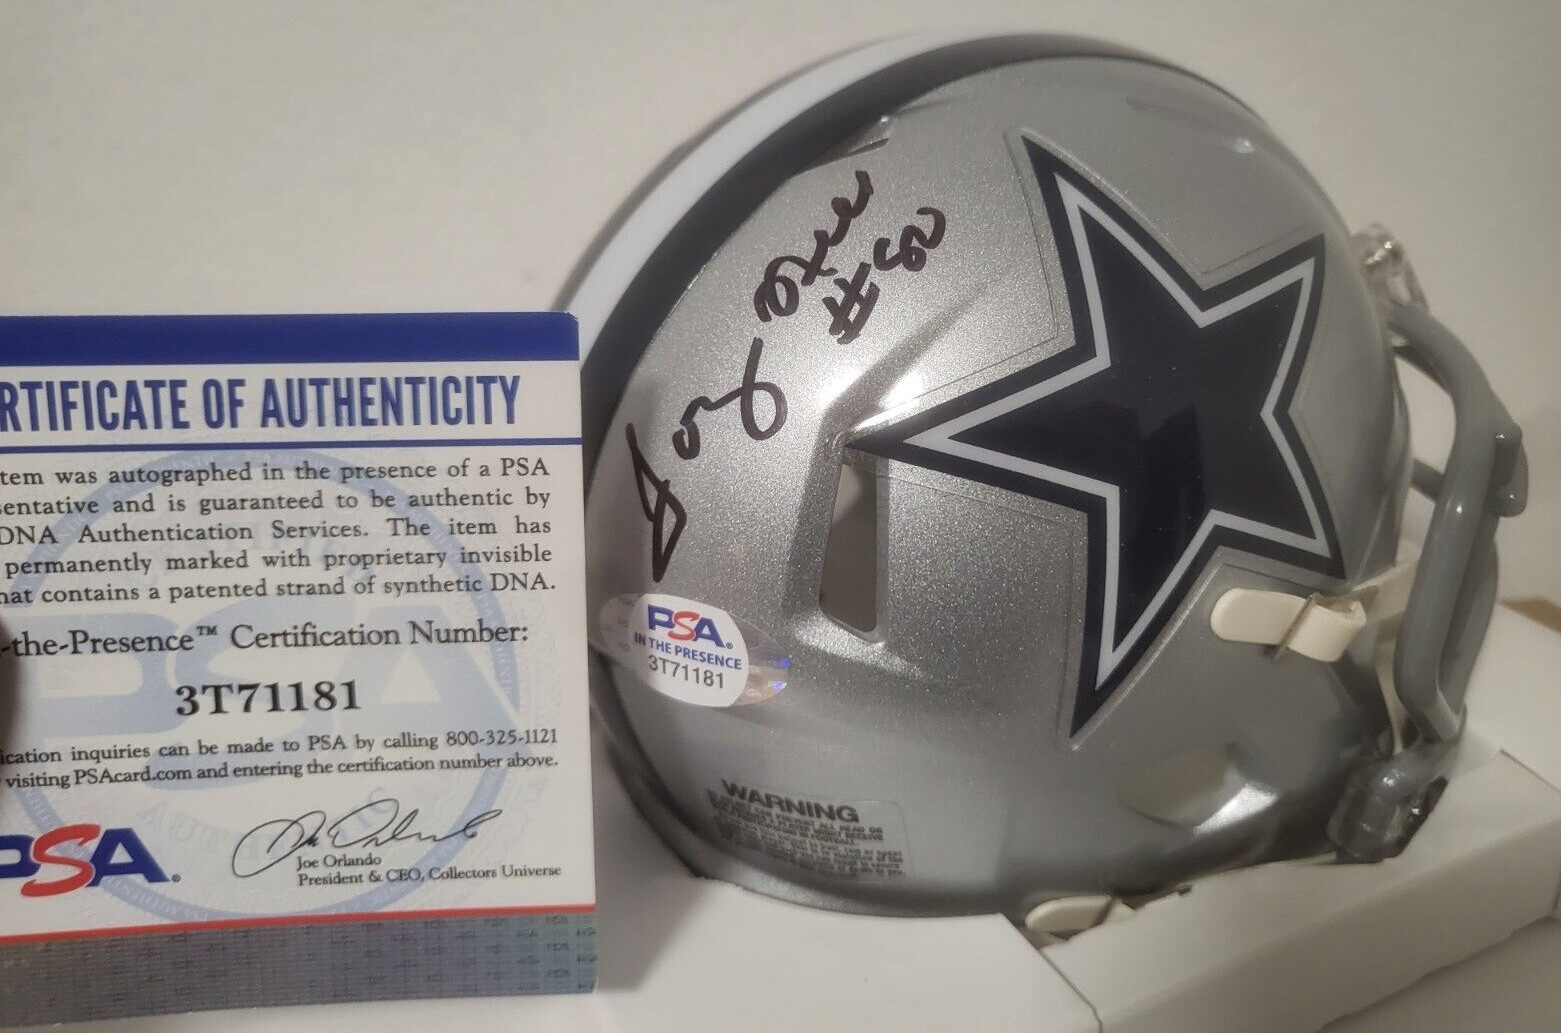 RTIFICATE OF AUTHENTICITY
tem was autographed in the presence of a PSA
sentative and is guaranteed to be authentic by
DNA Authentication Services. The item has
permanently marked with proprietary invisible
hat contains a patented strand of synthetic DNA.
-the-Presence™ Certification Number:
3T71181
ication inquiries can be made to PSA by calling 800-325-1121
visiting PSAcard.com and entering the certification number above.
PSA.
Joe Orlando
President & CEO, Collectors Universe
PSA.
IN THE PRESENCE
3T71181
WARNING